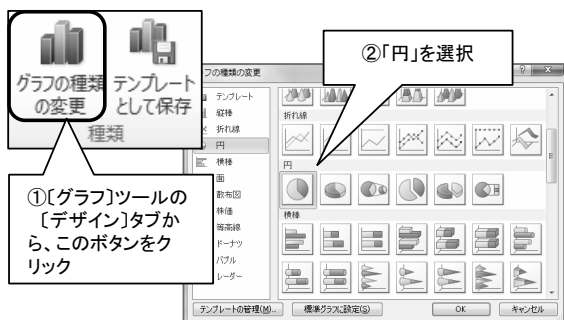 グラフの種類
の変更
テンプレート
として保存
種類
①〔グラフ〕ツールの
〔デザイン〕タブか
ら、このボタンをク
リック
②「円」を選択
フの種類の変更
テンプレート
縦棒
折れ線
円
横棒
面
散布図
株価
等高線
ドーナツ
バブル
レーダー
折れ線
円
横棒
テンプレートの管理(M)...
標準グラフに設定(S)
OK
キャンセル